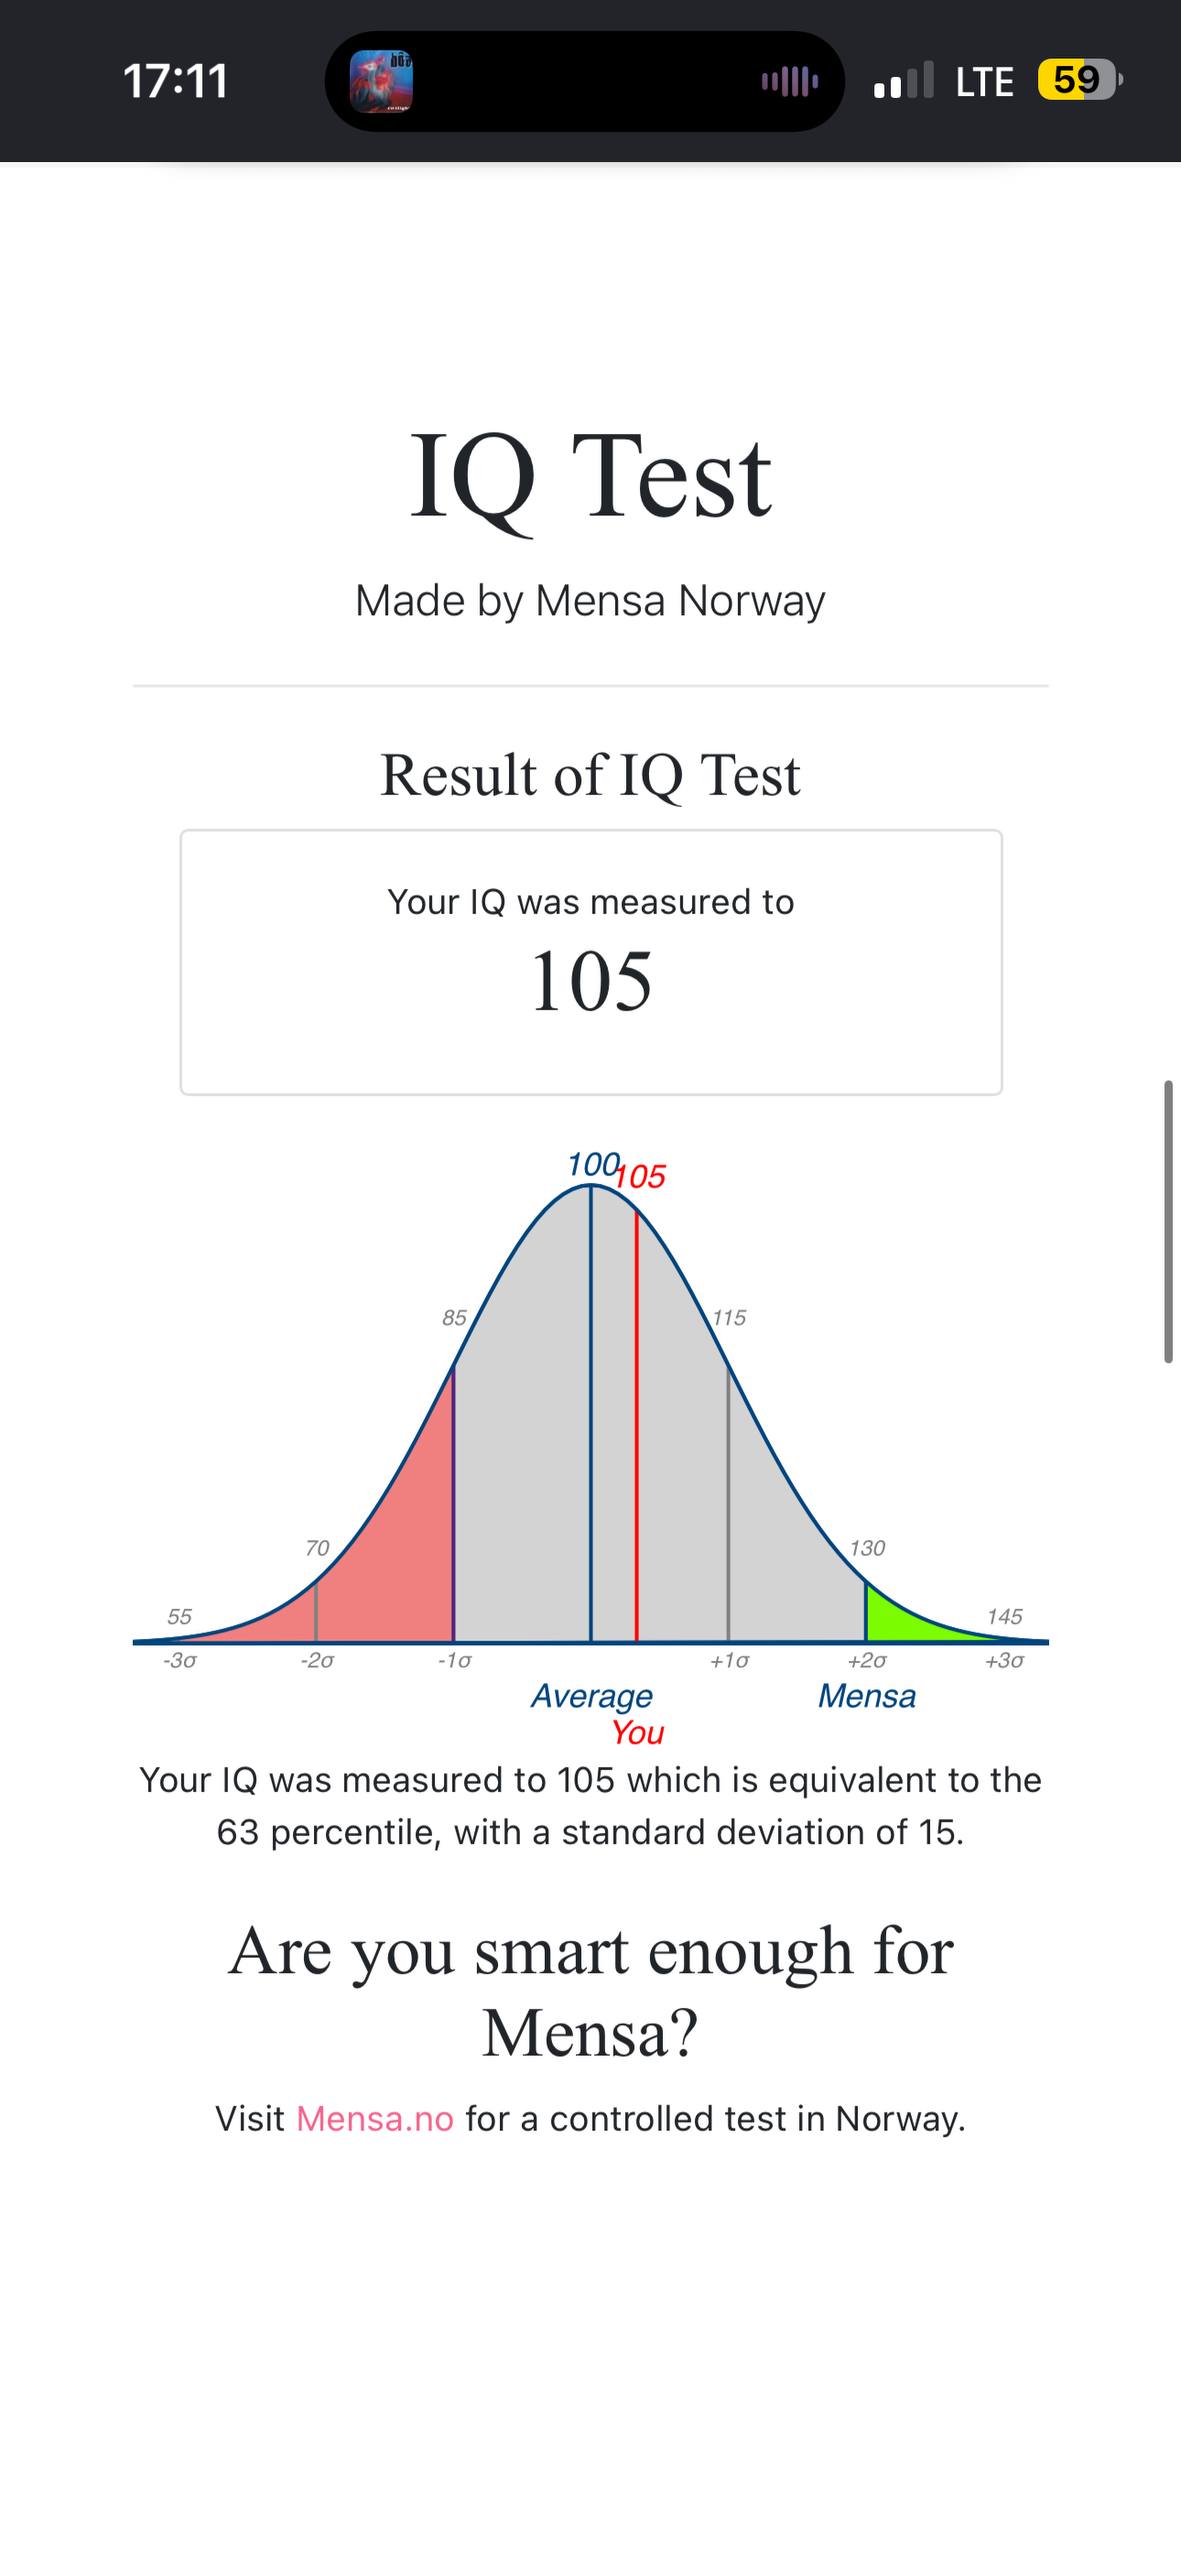 17:11
LTE 59
IQ Test
Made by Mensa Norway
Result of IQ Test
Your IQ was measured to
105
100
105
85
115
70
130
55
145
-3σ -2σ -1σ +1σ +2σ +3σ
Average Mensa
You
Your IQ was measured to 105 which is equivalent to the
63 percentile, with a standard deviation of 15.
Are you smart enough for
Mensa?
Visit Mensa.no for a controlled test in Norway.